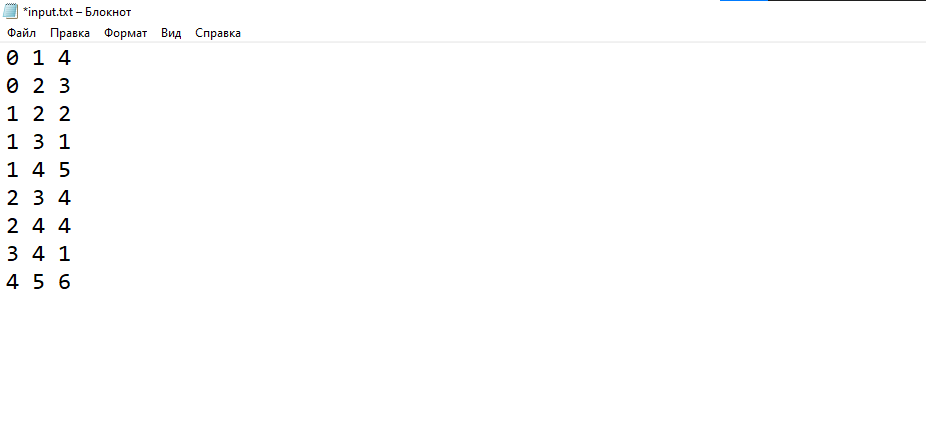 *input.txt – Блокнот
Файл Правка Формат Вид Справка
0 1 4
0 2 3
1 2 2
1 3 1
1 4 5
2 3 4
2 4 4
3 4 1
4 5 6